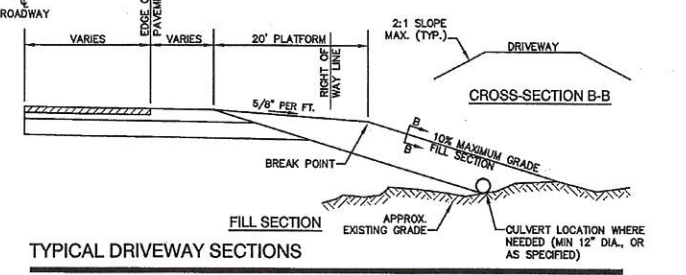 ROADWAY
VARIES
EDGE
PAVEM
VARIES
20' PLATFORM
RIGHT OF
WAY LINE
2:1 SLOPE
MAX. (TYP.)
DRIVEWAY
CROSS-SECTION B-B
5/8" PER FT.
B
B
10% MAXIMUM GRADE
FILL SECTION
BREAK POINT
FILL SECTION
APPROX.
EXISTING GRADE
CULVERT LOCATION WHERE
NEEDED (MIN 12" DIA., OR
AS SPECIFIED)
TYPICAL DRIVEWAY SECTIONS